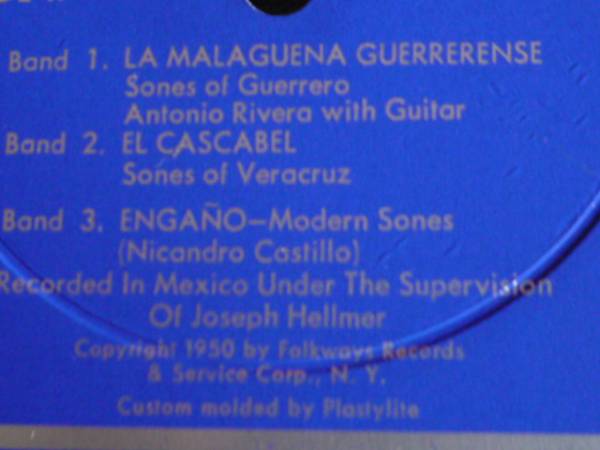 Band 1. LA MALAGUENA GUERRERENSE
Sones of Guerrero
Antonio Rivera with Guitar
Band 2. EL CASCABEL
Sones of Veracruz
Band 3. ENGAÑO—Modern Sones
(Nicandro Castillo)
Recorded In Mexico Under The Supervision
Of Joseph Hellmer
Copyright 1950 by Folkways Records
& Service Corp., N. Y.
Custom molded by Plastylite